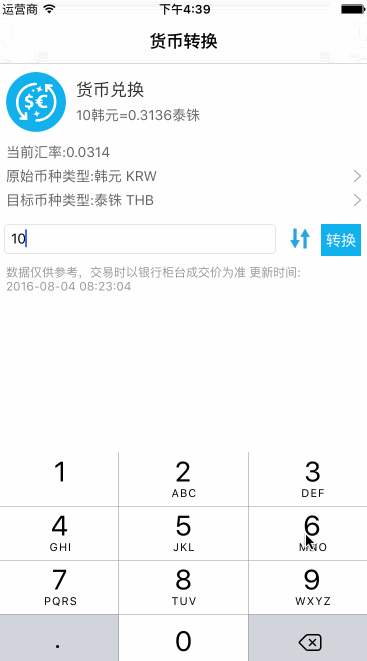 运营商 下午4:39
货币转换
货币兑换
10韩元=0.3136泰铢
当前汇率:0.0314
原始币种类型:韩元 KRW
目标币种类型:泰铢 THB
10 转换
数据仅供参考，交易时以银行柜台成交价为准 更新时间:
2016-08-04 08:23:04
1 2 3
ABC DEF
4 5 6
GHI JKL MNO
7 8 9
PQRS TUV WXYZ
. 0